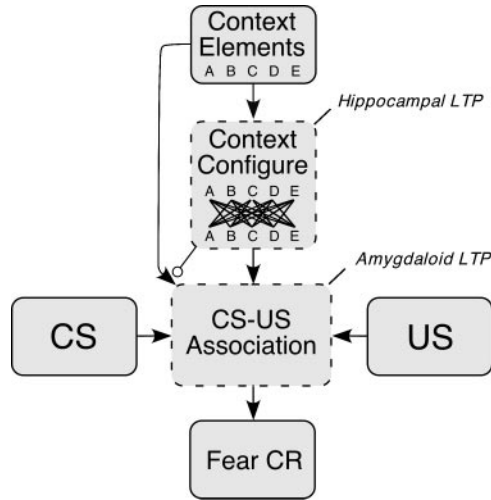 Context
Elements
A B C D E
Hippocampal LTP
Context
Configure
A B C D E
A B C D E
Amygdaloid LTP
CS
CS-US
Association
US
Fear CR